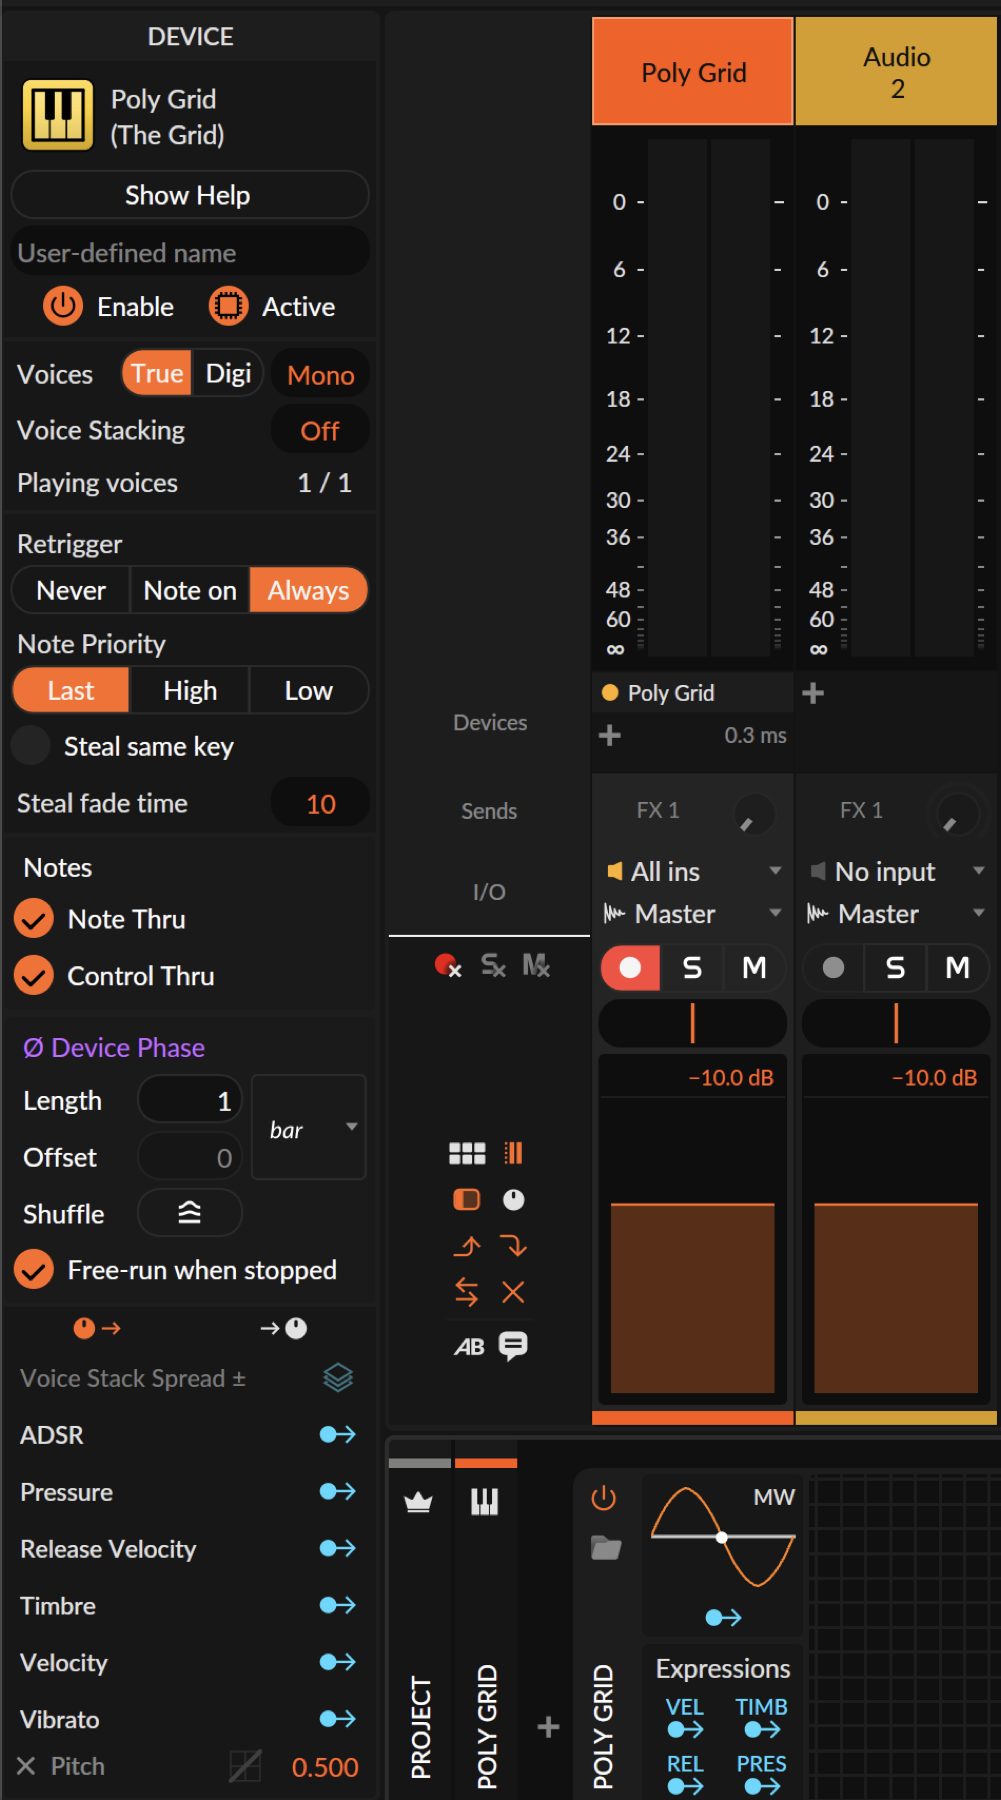 DEVICE
Poly Grid
(The Grid)
Show Help
User-defined name
Enable
Active
Voices
True
Digi
Mono
Voice Stacking
Off
Playing voices
1 / 1
Retrigger
Never
Note on
Always
Note Priority
Last
High
Low
Steal same key
Steal fade time
10
Notes
Note Thru
Control Thru
Ø Device Phase
Length
1
bar
Offset
0
Shuffle
Free-run when stopped
Voice Stack Spread ±
ADSR
Pressure
Release Velocity
Timbre
Velocity
Vibrato
Pitch
0.500
Devices
Sends
I/O
S
M
AB
Poly Grid
0
6
12
18
24
30
36
48
60
∞
Poly Grid
0.3 ms
FX 1
All ins
Master
S
M
−10.0 dB
Audio
2
0
6
12
18
24
30
36
48
60
∞
FX 1
No input
Master
S
M
−10.0 dB
PROJECT
POLY GRID
POLY GRID
MW
Expressions
VEL
TIMB
REL
PRES